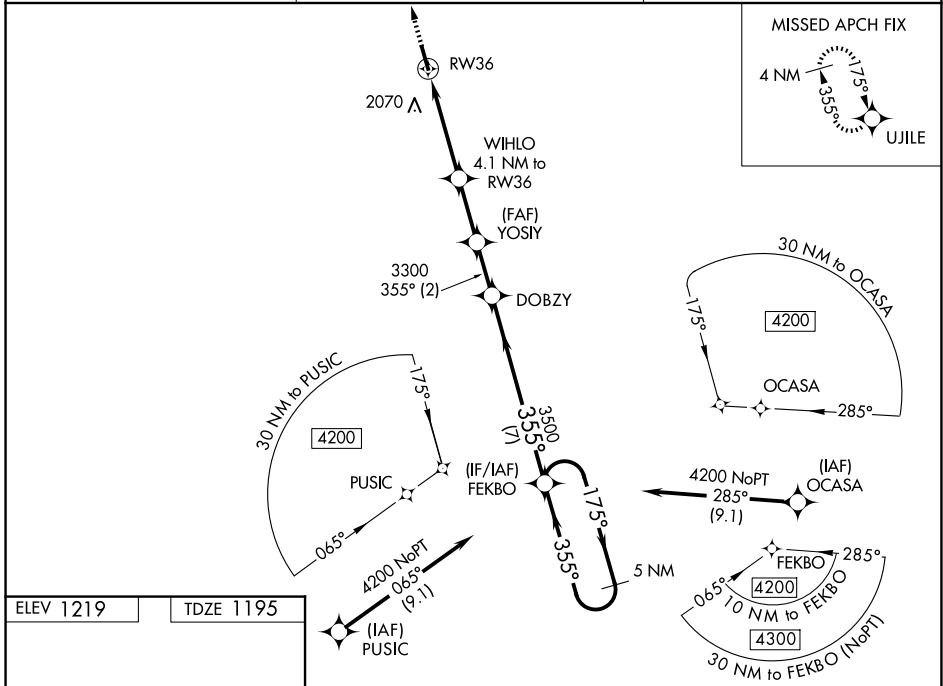 MISSED APCH FIX
4 NM
175°
355°
UJILE
RW36
2070
WIHLO
4.1 NM to
RW36
(FAF)
YOSIY
3300
355° (2)
DOBZY
30 NM to OCASA
175°
4200
OCASA
285°
30 NM to PUSIC
175°
4200
PUSIC
065°
3500
355°
(7)
(IF/IAF)
FEKBO
175°
355°
5 NM
4200 NoPT
285°
(9.1)
(IAF)
OCASA
4200 NoPT
065°
(9.1)
(IAF)
PUSIC
FEKBO
285°
065°
4200
10 NM to FEKBO
4300
30 NM to FEKBO (NoPT)
ELEV 1219
TDZE 1195